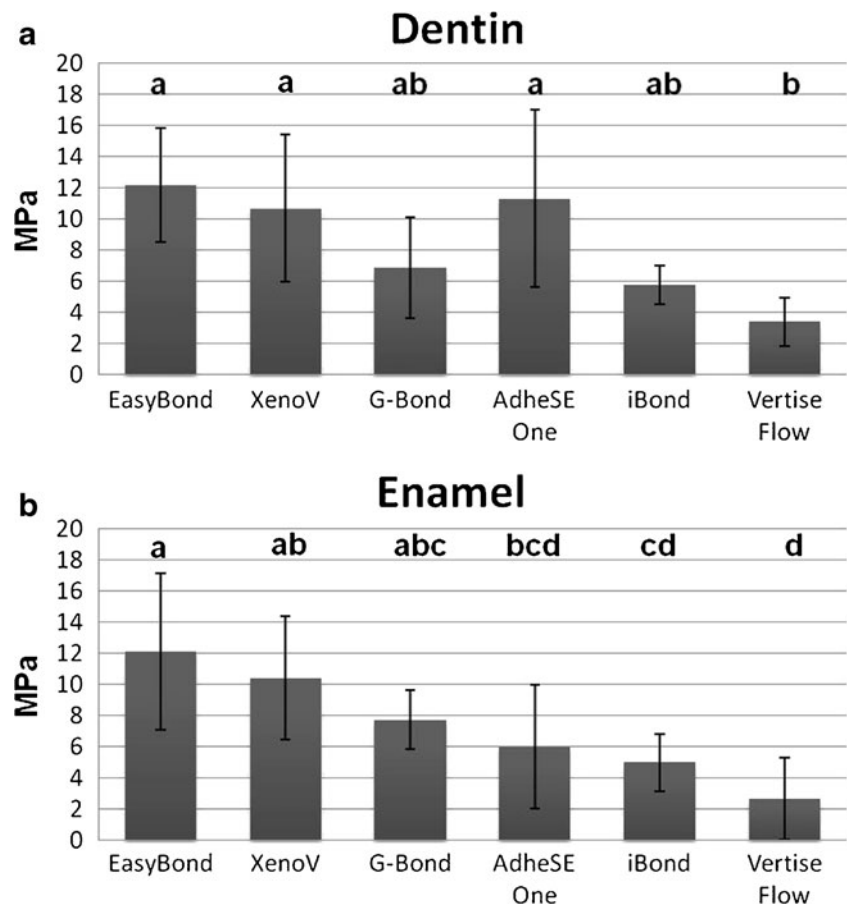 a
Dentin
20
18
16
14
12
10
8
6
4
2
0
MPa
a a ab a ab b
EasyBond XenoV G-Bond AdheSE One iBond Vertise Flow
b
Enamel
20
18
16
14
12
10
8
6
4
2
0
MPa
a ab abc bcd cd d
EasyBond XenoV G-Bond AdheSE One iBond Vertise Flow